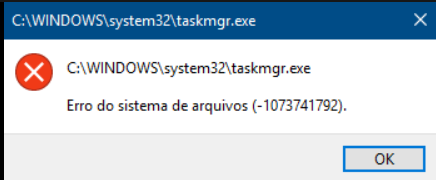 C:\WINDOWS\system32\taskmgr.exe
C:\WINDOWS\system32\taskmgr.exe
Erro do sistema de arquivos (-1073741792).
OK